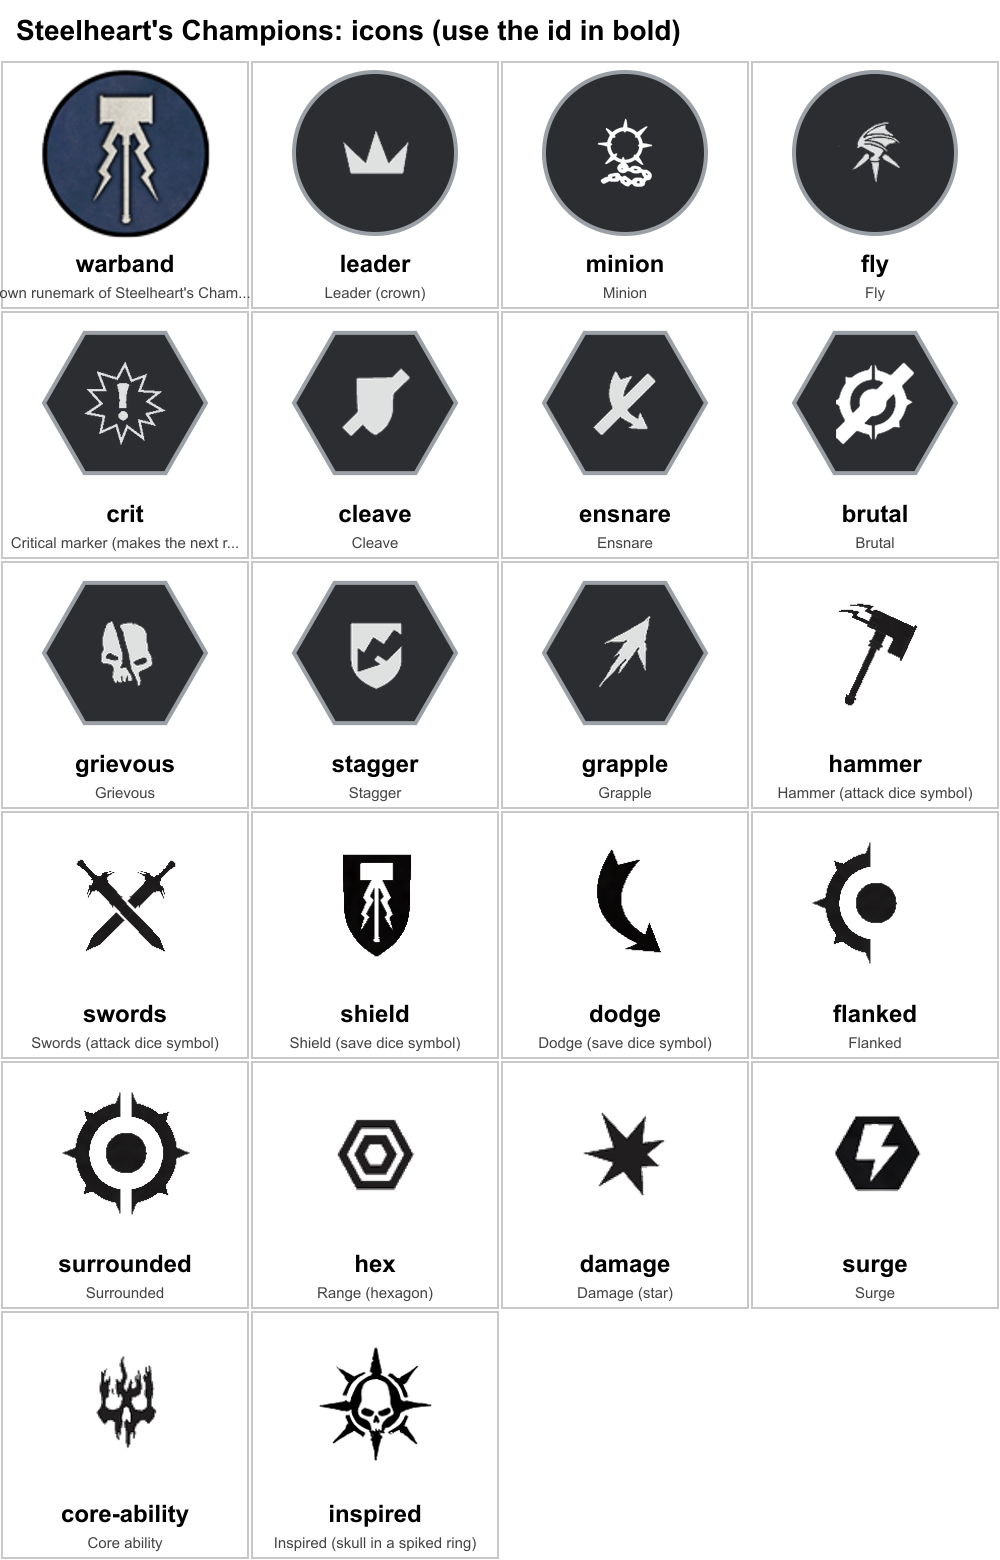 Steelheart's Champions: icons (use the id in bold)
warband
own runemark of Steelheart's Cham...
leader
Leader (crown)
minion
Minion
fly
Fly
crit
Critical marker (makes the next r...
cleave
Cleave
ensnare
Ensnare
brutal
Brutal
grievous
Grievous
stagger
Stagger
grapple
Grapple
hammer
Hammer (attack dice symbol)
swords
Swords (attack dice symbol)
shield
Shield (save dice symbol)
dodge
Dodge (save dice symbol)
flanked
Flanked
surrounded
Surrounded
hex
Range (hexagon)
damage
Damage (star)
surge
Surge
core-ability
Core ability
inspired
Inspired (skull in a spiked ring)